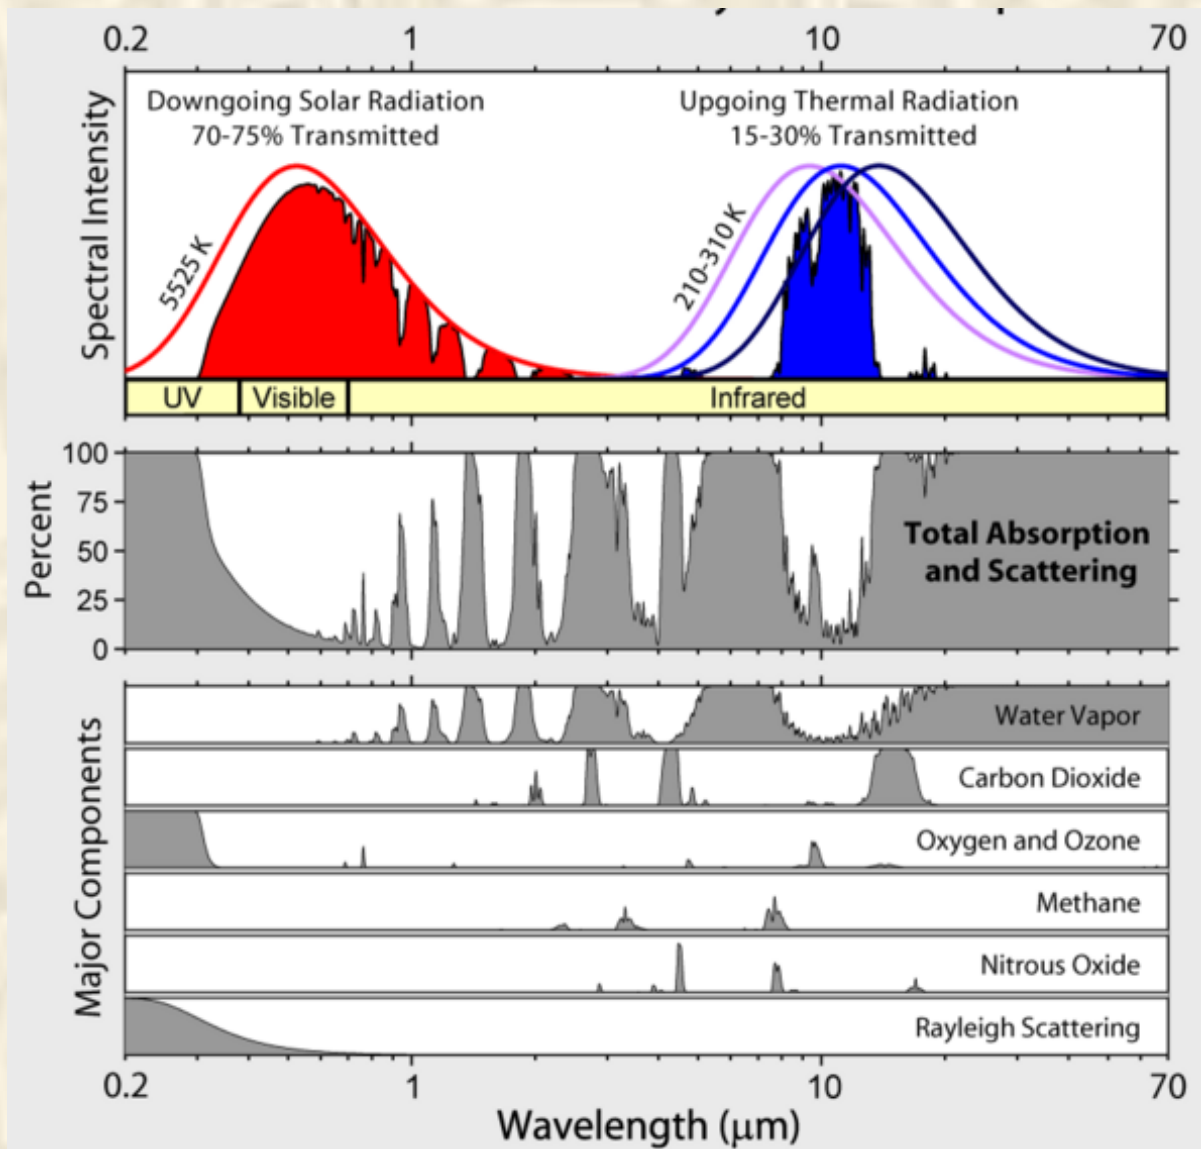 0.2 1 10 70
Downgoing Solar Radiation
70-75% Transmitted
Upgoing Thermal Radiation
15-30% Transmitted
Spectral Intensity
5525 K
210-310 K
UV Visible Infrared
Percent
100
75
50
25
0
Total Absorption
and Scattering
Major Components
Water Vapor
Carbon Dioxide
Oxygen and Ozone
Methane
Nitrous Oxide
Rayleigh Scattering
0.2 1 10 70
Wavelength (μm)